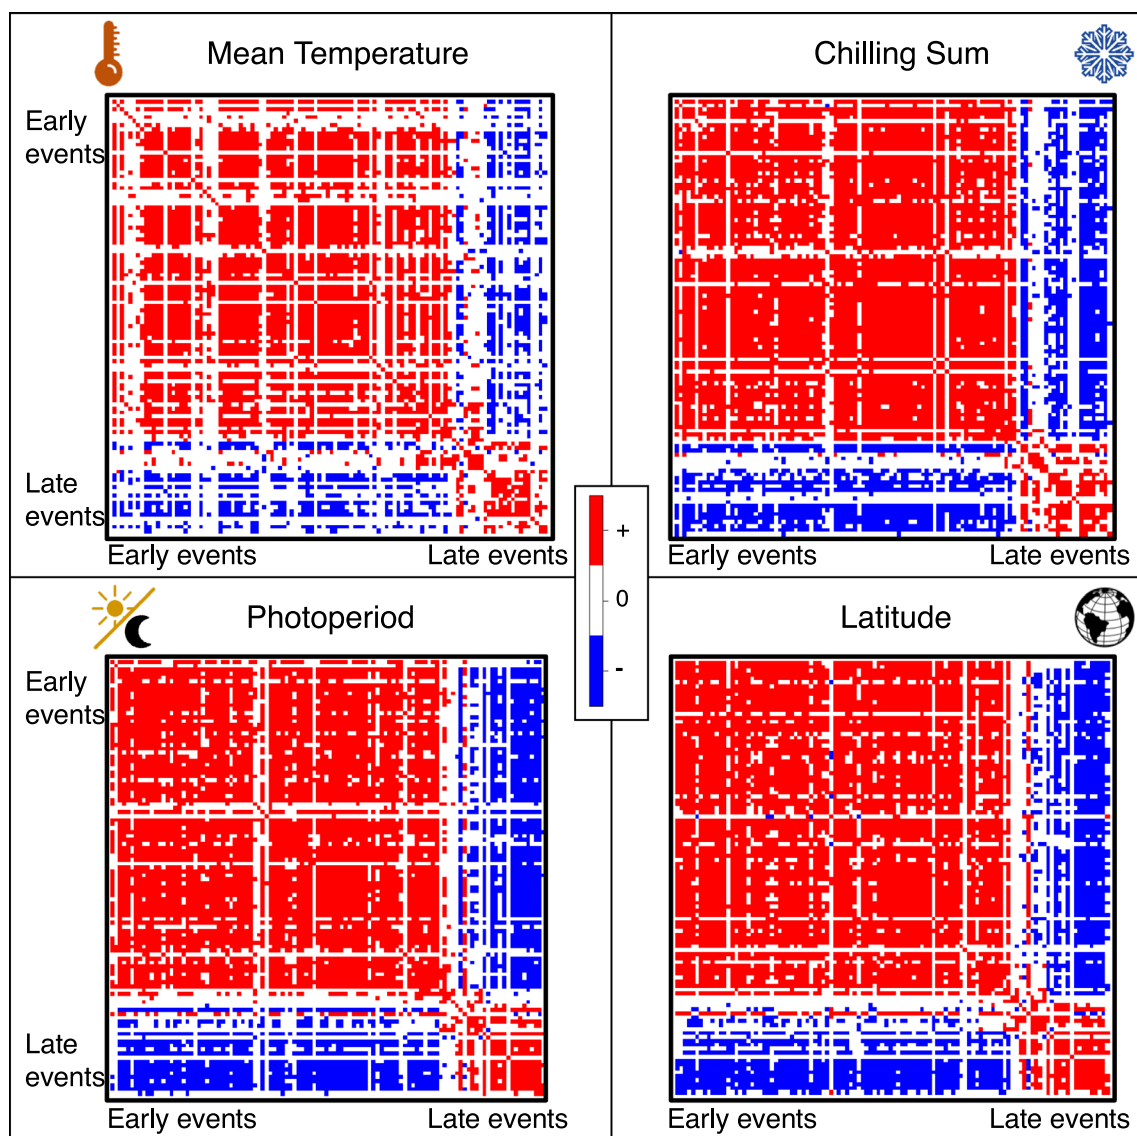 Mean Temperature
Chilling Sum
Early
events
Late
events
Early events
Late events
Early events
Late events
+
0
-
Photoperiod
Latitude
Early
events
Late
events
Early events
Late events
Early events
Late events